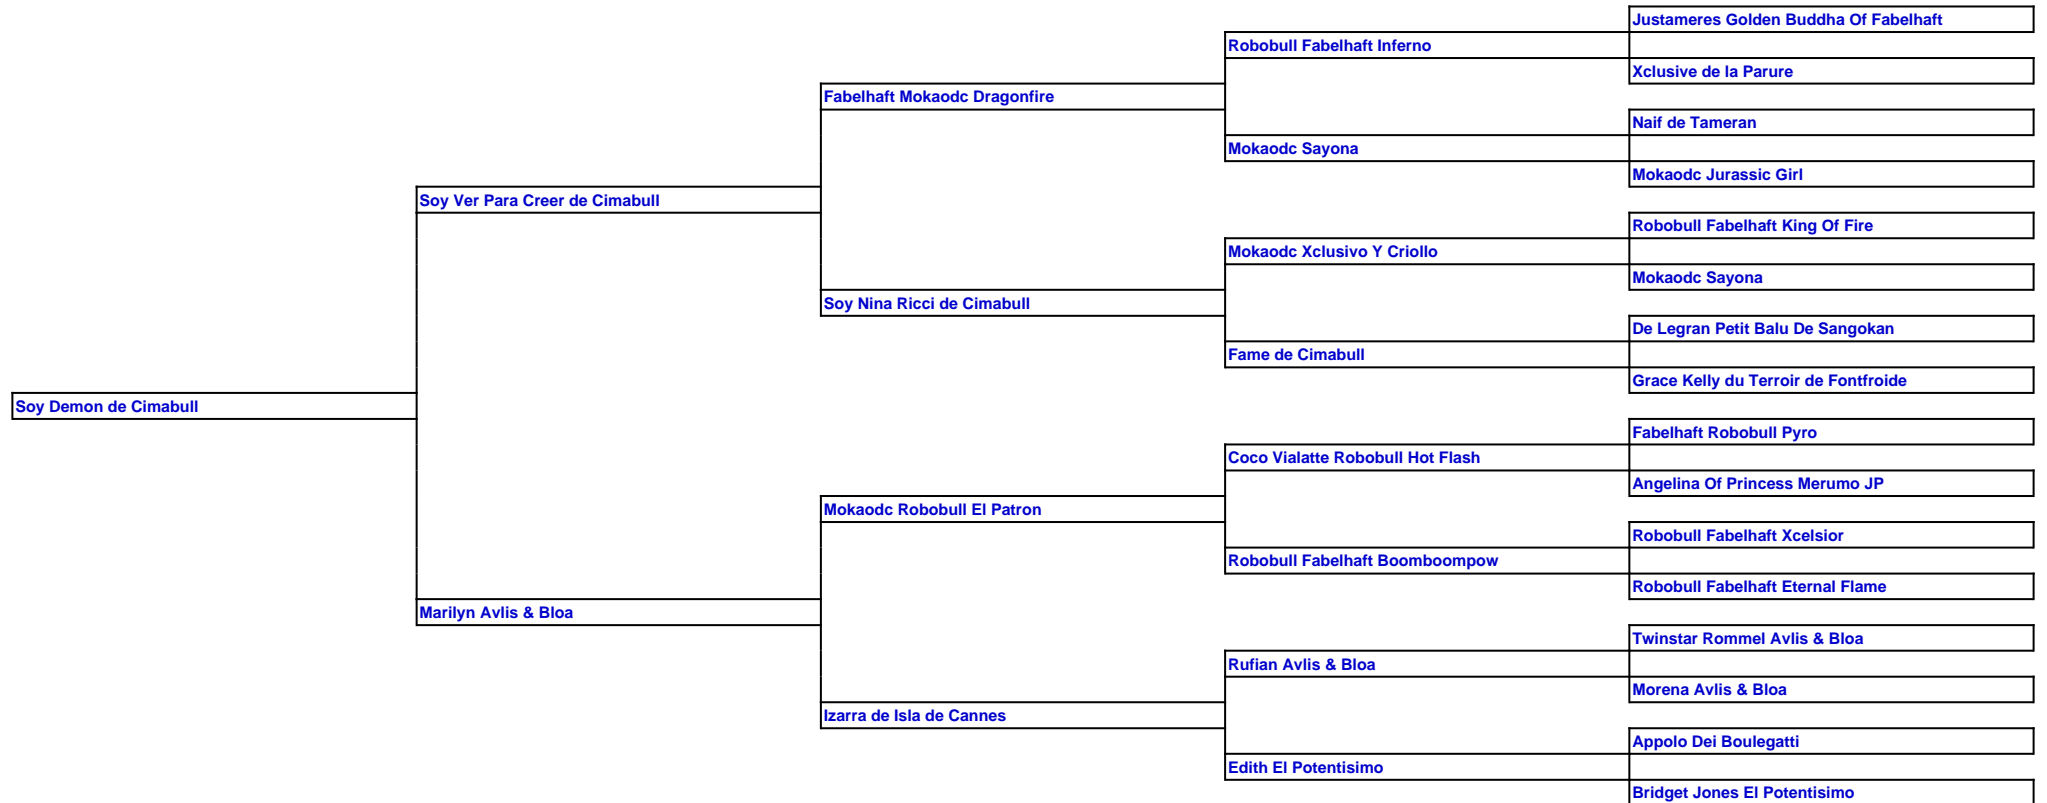 Justameres Golden Buddha Of Fabelhaft
Robobull Fabelhaft Inferno
Xclusive de la Parure
Fabelhaft Mokaodc Dragonfire
Naif de Tameran
Mokaodc Sayona
Mokaodc Jurassic Girl
Soy Ver Para Creer de Cimabull
Robobull Fabelhaft King Of Fire
Mokaodc Xclusivo Y Criollo
Mokaodc Sayona
Soy Nina Ricci de Cimabull
De Legran Petit Balu De Sangokan
Fame de Cimabull
Grace Kelly du Terroir de Fontfroide
Soy Demon de Cimabull
Fabelhaft Robobull Pyro
Coco Vialatte Robobull Hot Flash
Angelina Of Princess Merumo JP
Mokaodc Robobull El Patron
Robobull Fabelhaft Xcelsior
Robobull Fabelhaft Boomboompow
Robobull Fabelhaft Eternal Flame
Marilyn Avlis & Bloa
Twinstar Rommel Avlis & Bloa
Rufian Avlis & Bloa
Morena Avlis & Bloa
Izarra de Isla de Cannes
Appolo Dei Boulegatti
Edith El Potentisimo
Bridget Jones El Potentisimo